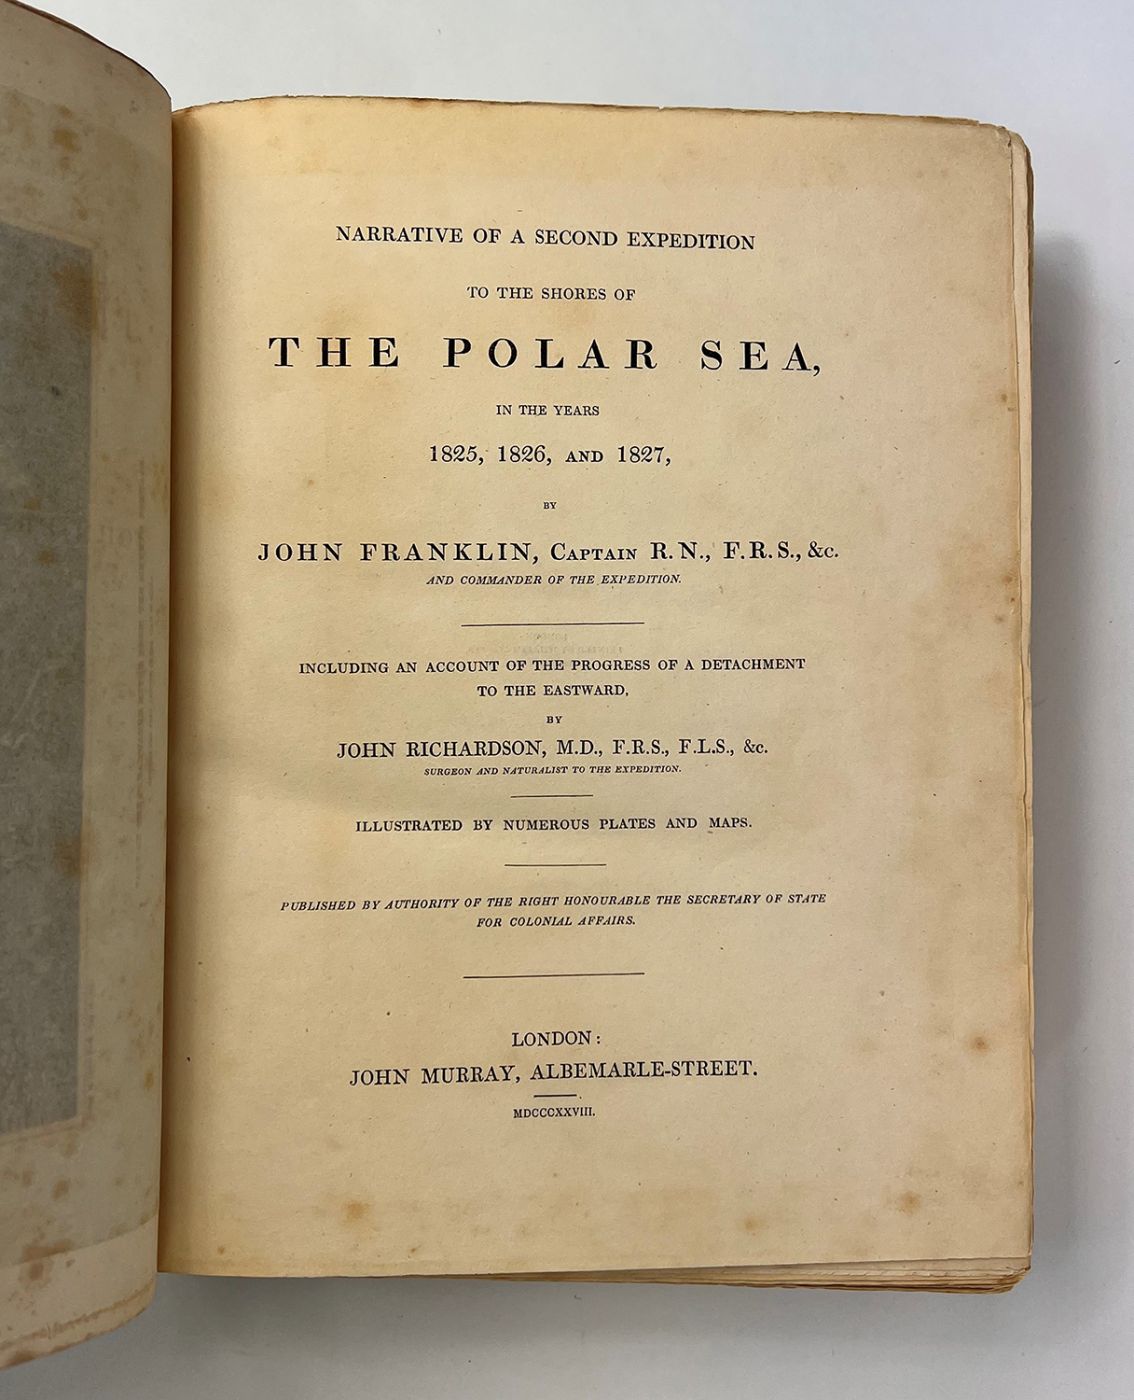 NARRATIVE OF A SECOND EXPEDITION
TO THE SHORES OF
THE POLAR SEA,
IN THE YEARS
1825, 1826, AND 1827,
BY
JOHN FRANKLIN, CAPTAIN R.N., F.R.S., &c.
AND COMMANDER OF THE EXPEDITION.
INCLUDING AN ACCOUNT OF THE PROGRESS OF A DETACHMENT
TO THE EASTWARD,
BY
JOHN RICHARDSON, M.D., F.R.S., F.L.S., &c.
SURGEON AND NATURALIST TO THE EXPEDITION.
ILLUSTRATED BY NUMEROUS PLATES AND MAPS.
PUBLISHED BY AUTHORITY OF THE RIGHT HONOURABLE THE SECRETARY OF STATE
FOR COLONIAL AFFAIRS.
LONDON:
JOHN MURRAY, ALBEMARLE-STREET.
MDCCCXXVIII.